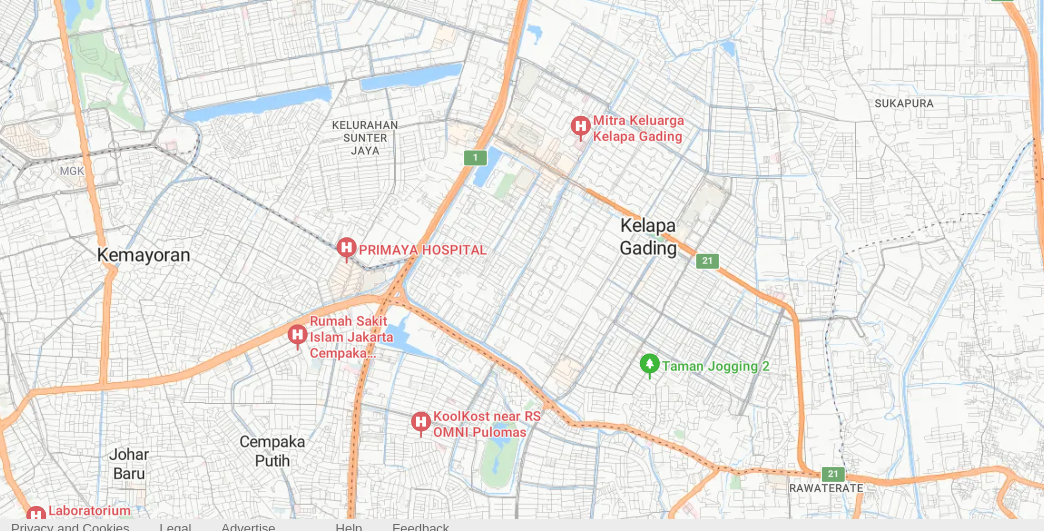 SUKAPURA
Mitra Keluarga
Kelapa Gading
KELURAHAN
SUNTER
JAYA
1
MGK
Kelapa
Gading
PRIMAYA HOSPITAL
Kemayoran
21
Rumah Sakit
Islam Jakarta
Cempaka...
Taman Jogging 2
KoolKost near RS
OMNI Pulomas
Cempaka
Putih
Johar
Baru
21
RAWATERATE
Laboratorium
Privacy and Cookies Legal Advertise Help Feedback